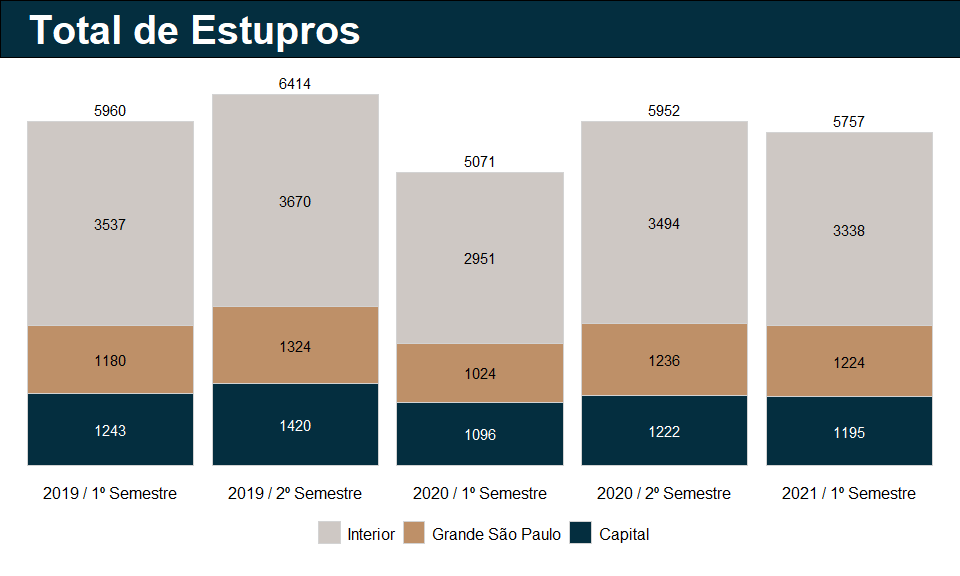 Total de Estupros
6414
5960
5952
5757
5071
3670
3537
3494
3338
2951
1324
1180
1236
1224
1024
1243
1420
1096
1222
1195
2019 / 1º Semestre
2019 / 2º Semestre
2020 / 1º Semestre
2020 / 2º Semestre
2021 / 1º Semestre
Interior
Grande São Paulo
Capital